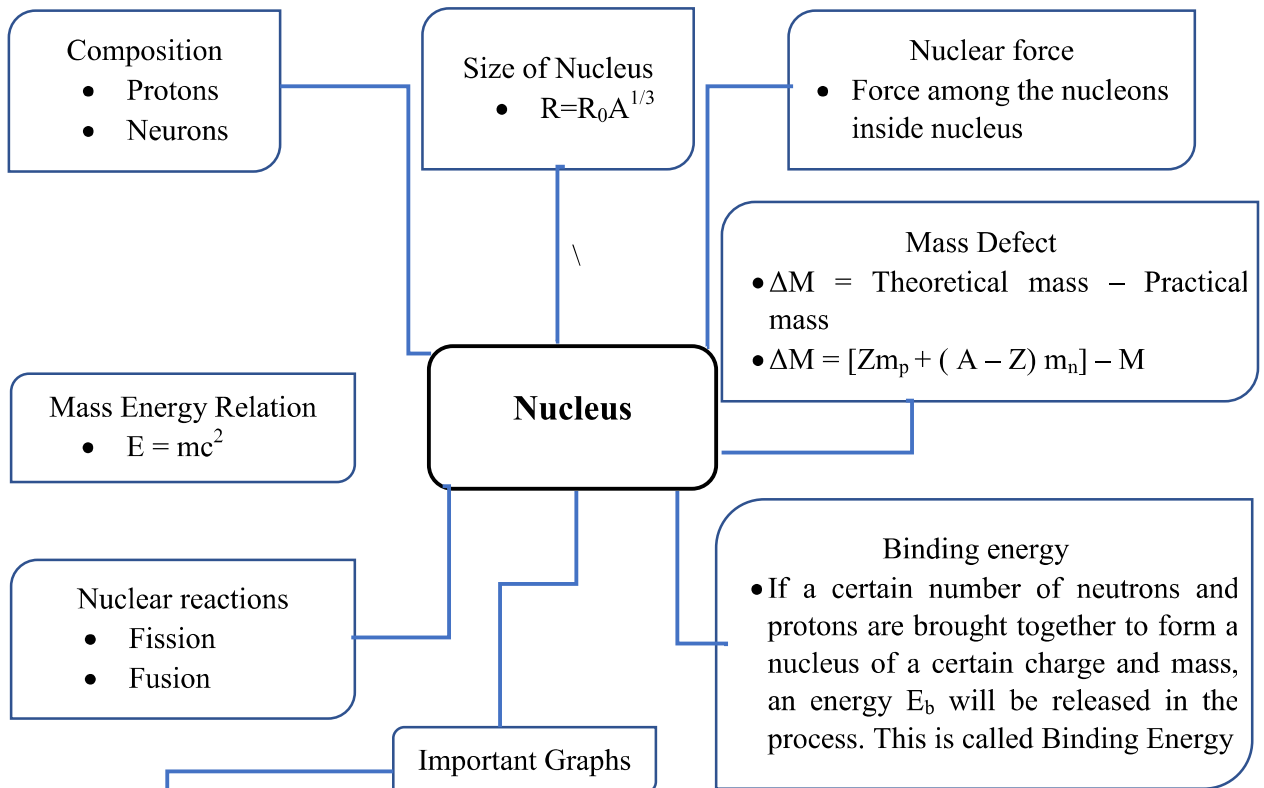 Composition
• Protons
• Neurons
Size of Nucleus
• R=R₀A¹ᐟ³
Nuclear force
• Force among the nucleons
inside nucleus
\
Mass Defect
• ΔM = Theoretical mass – Practical
mass
• ΔM = [Zmₚ + ( A – Z) mₙ] – M
Mass Energy Relation
• E = mc²
Nucleus
Nuclear reactions
• Fission
• Fusion
Binding energy
• If a certain number of neutrons and
protons are brought together to form a
nucleus of a certain charge and mass,
an energy E_b will be released in the
process. This is called Binding Energy
Important Graphs